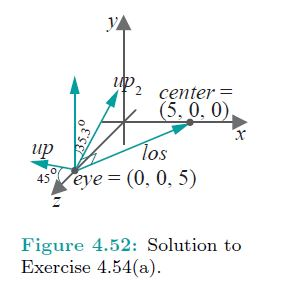 y
up₂
center =
(5, 0, 0)
x
35.3°
los
up
45°
eye = (0, 0, 5)
z
Figure 4.52: Solution to
Exercise 4.54(a).